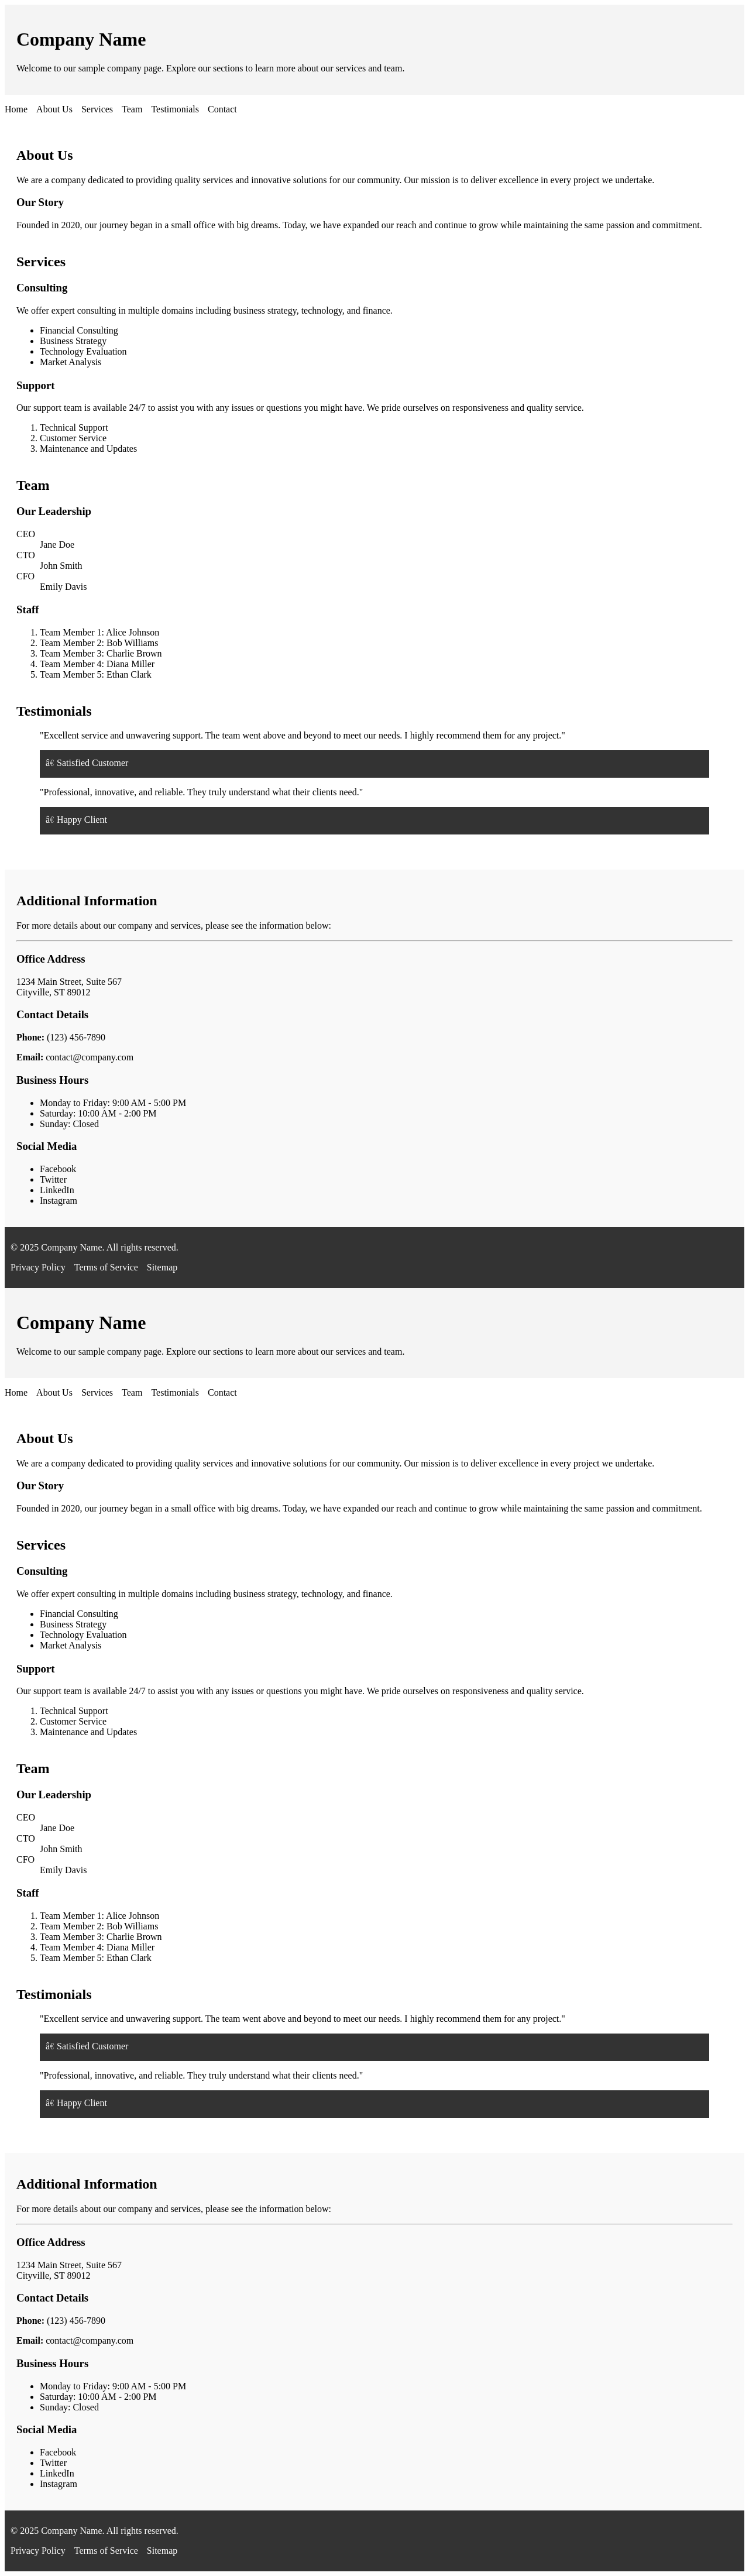 Company Name
Welcome to our sample company page. Explore our sections to learn more about our services and team.
Home About Us Services Team Testimonials Contact
About Us
We are a company dedicated to providing quality services and innovative solutions for our community. Our mission is to deliver excellence in every project we undertake.
Our Story
Founded in 2020, our journey began in a small office with big dreams. Today, we have expanded our reach and continue to grow while maintaining the same passion and commitment.
Services
Consulting
We offer expert consulting in multiple domains including business strategy, technology, and finance.
• Financial Consulting
• Business Strategy
• Technology Evaluation
• Market Analysis
Support
Our support team is available 24/7 to assist you with any issues or questions you might have. We pride ourselves on responsiveness and quality service.
1. Technical Support
2. Customer Service
3. Maintenance and Updates
Team
Our Leadership
CEO
Jane Doe
CTO
John Smith
CFO
Emily Davis
Staff
1. Team Member 1: Alice Johnson
2. Team Member 2: Bob Williams
3. Team Member 3: Charlie Brown
4. Team Member 4: Diana Miller
5. Team Member 5: Ethan Clark
Testimonials
"Excellent service and unwavering support. The team went above and beyond to meet our needs. I highly recommend them for any project."
â€ Satisfied Customer
"Professional, innovative, and reliable. They truly understand what their clients need."
â€ Happy Client
Additional Information
For more details about our company and services, please see the information below:
Office Address
1234 Main Street, Suite 567
Cityville, ST 89012
Contact Details
Phone: (123) 456-7890
Email: contact@company.com
Business Hours
• Monday to Friday: 9:00 AM - 5:00 PM
• Saturday: 10:00 AM - 2:00 PM
• Sunday: Closed
Social Media
• Facebook
• Twitter
• LinkedIn
• Instagram
© 2025 Company Name. All rights reserved.
Privacy Policy Terms of Service Sitemap
Company Name
Welcome to our sample company page. Explore our sections to learn more about our services and team.
Home About Us Services Team Testimonials Contact
About Us
We are a company dedicated to providing quality services and innovative solutions for our community. Our mission is to deliver excellence in every project we undertake.
Our Story
Founded in 2020, our journey began in a small office with big dreams. Today, we have expanded our reach and continue to grow while maintaining the same passion and commitment.
Services
Consulting
We offer expert consulting in multiple domains including business strategy, technology, and finance.
• Financial Consulting
• Business Strategy
• Technology Evaluation
• Market Analysis
Support
Our support team is available 24/7 to assist you with any issues or questions you might have. We pride ourselves on responsiveness and quality service.
1. Technical Support
2. Customer Service
3. Maintenance and Updates
Team
Our Leadership
CEO
Jane Doe
CTO
John Smith
CFO
Emily Davis
Staff
1. Team Member 1: Alice Johnson
2. Team Member 2: Bob Williams
3. Team Member 3: Charlie Brown
4. Team Member 4: Diana Miller
5. Team Member 5: Ethan Clark
Testimonials
"Excellent service and unwavering support. The team went above and beyond to meet our needs. I highly recommend them for any project."
â€ Satisfied Customer
"Professional, innovative, and reliable. They truly understand what their clients need."
â€ Happy Client
Additional Information
For more details about our company and services, please see the information below:
Office Address
1234 Main Street, Suite 567
Cityville, ST 89012
Contact Details
Phone: (123) 456-7890
Email: contact@company.com
Business Hours
• Monday to Friday: 9:00 AM - 5:00 PM
• Saturday: 10:00 AM - 2:00 PM
• Sunday: Closed
Social Media
• Facebook
• Twitter
• LinkedIn
• Instagram
© 2025 Company Name. All rights reserved.
Privacy Policy Terms of Service Sitemap